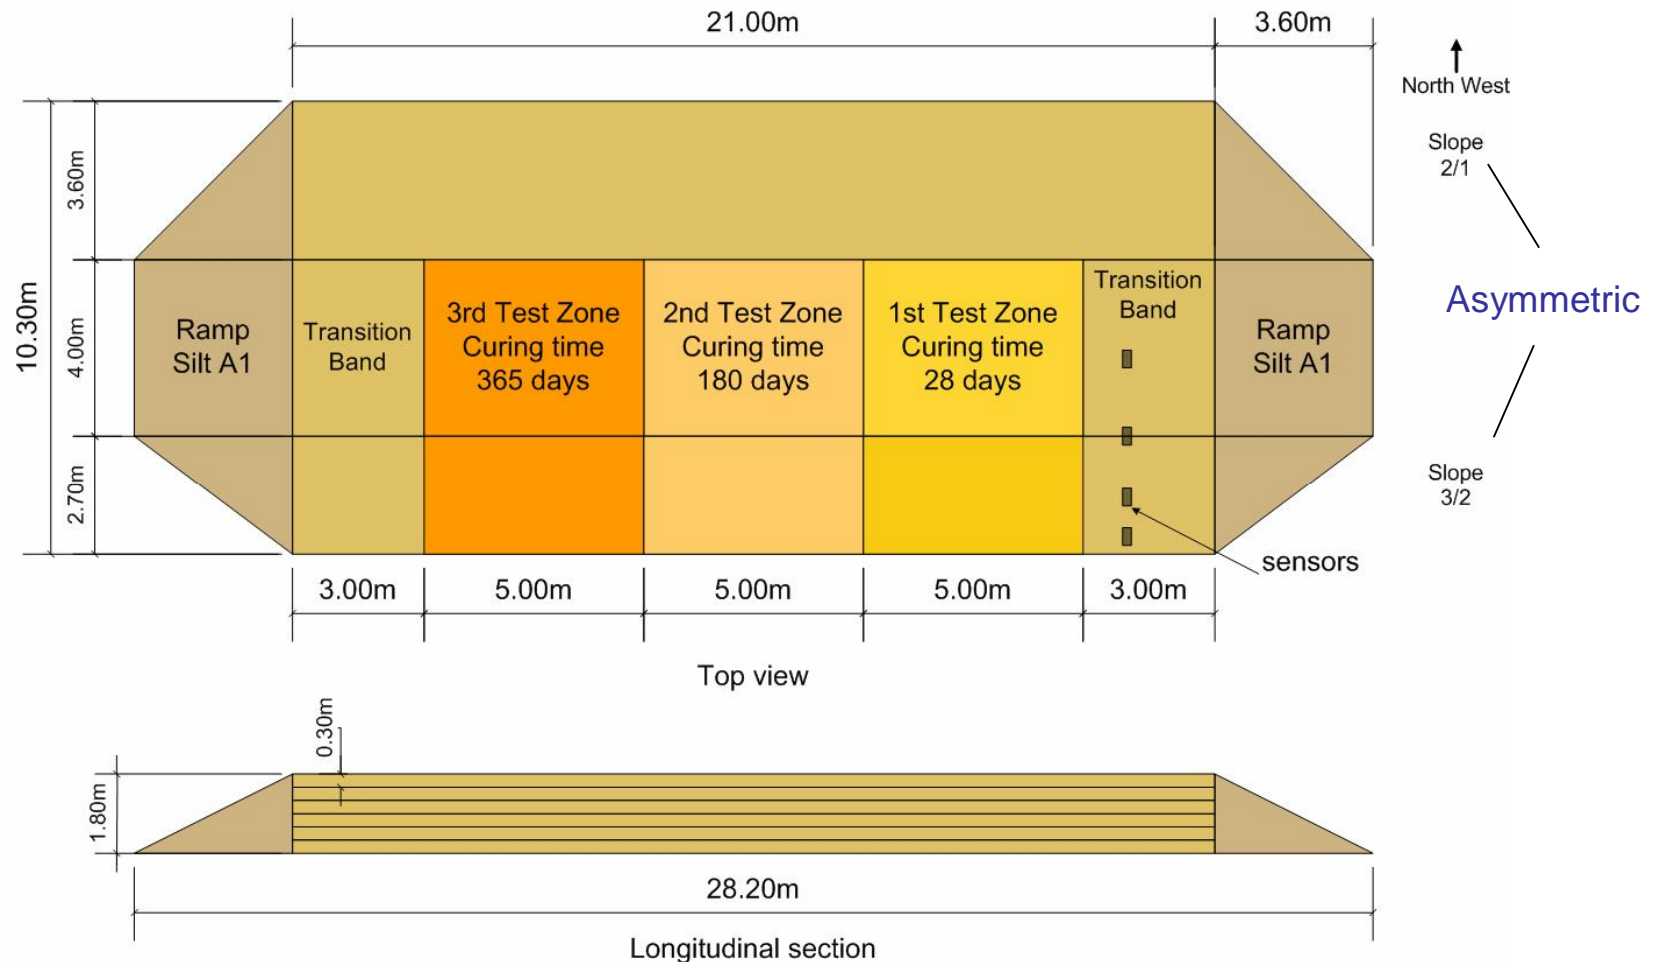 21.00m
3.60m
North West
Slope
2/1
3.60m
10.30m
4.00m
2.70m
Asymmetric
Ramp
Silt A1
Transition
Band
3rd Test Zone
Curing time
365 days
2nd Test Zone
Curing time
180 days
1st Test Zone
Curing time
28 days
Transition
Band
Ramp
Silt A1
Slope
3/2
sensors
3.00m
5.00m
5.00m
5.00m
3.00m
Top view
0.30m
1.80m
28.20m
Longitudinal section